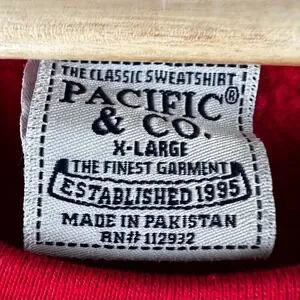 THE CLASSIC SWEATSHIRT
PACIFIC®
& CO.
X-LARGE
THE FINEST GARMENT
ESTABLISHED 1995
MADE IN PAKISTAN
RN# 112932